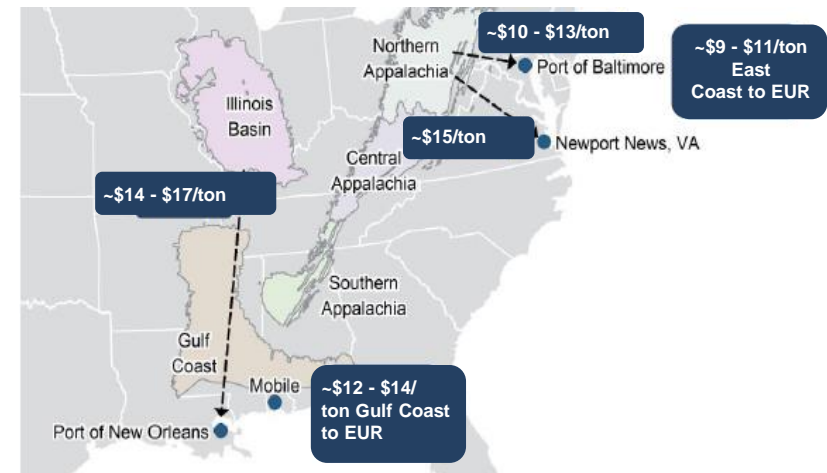 ~$10 - $13/ton
Northern
Appalachia
Port of Baltimore
~$9 - $11/ton
East
Coast to EUR
Illinois
Basin
~$15/ton
Newport News, VA
Central
Appalachia
~$14 - $17/ton
Southern
Appalachia
Gulf
Coast
Mobile
~$12 - $14/
ton Gulf Coast
to EUR
Port of New Orleans